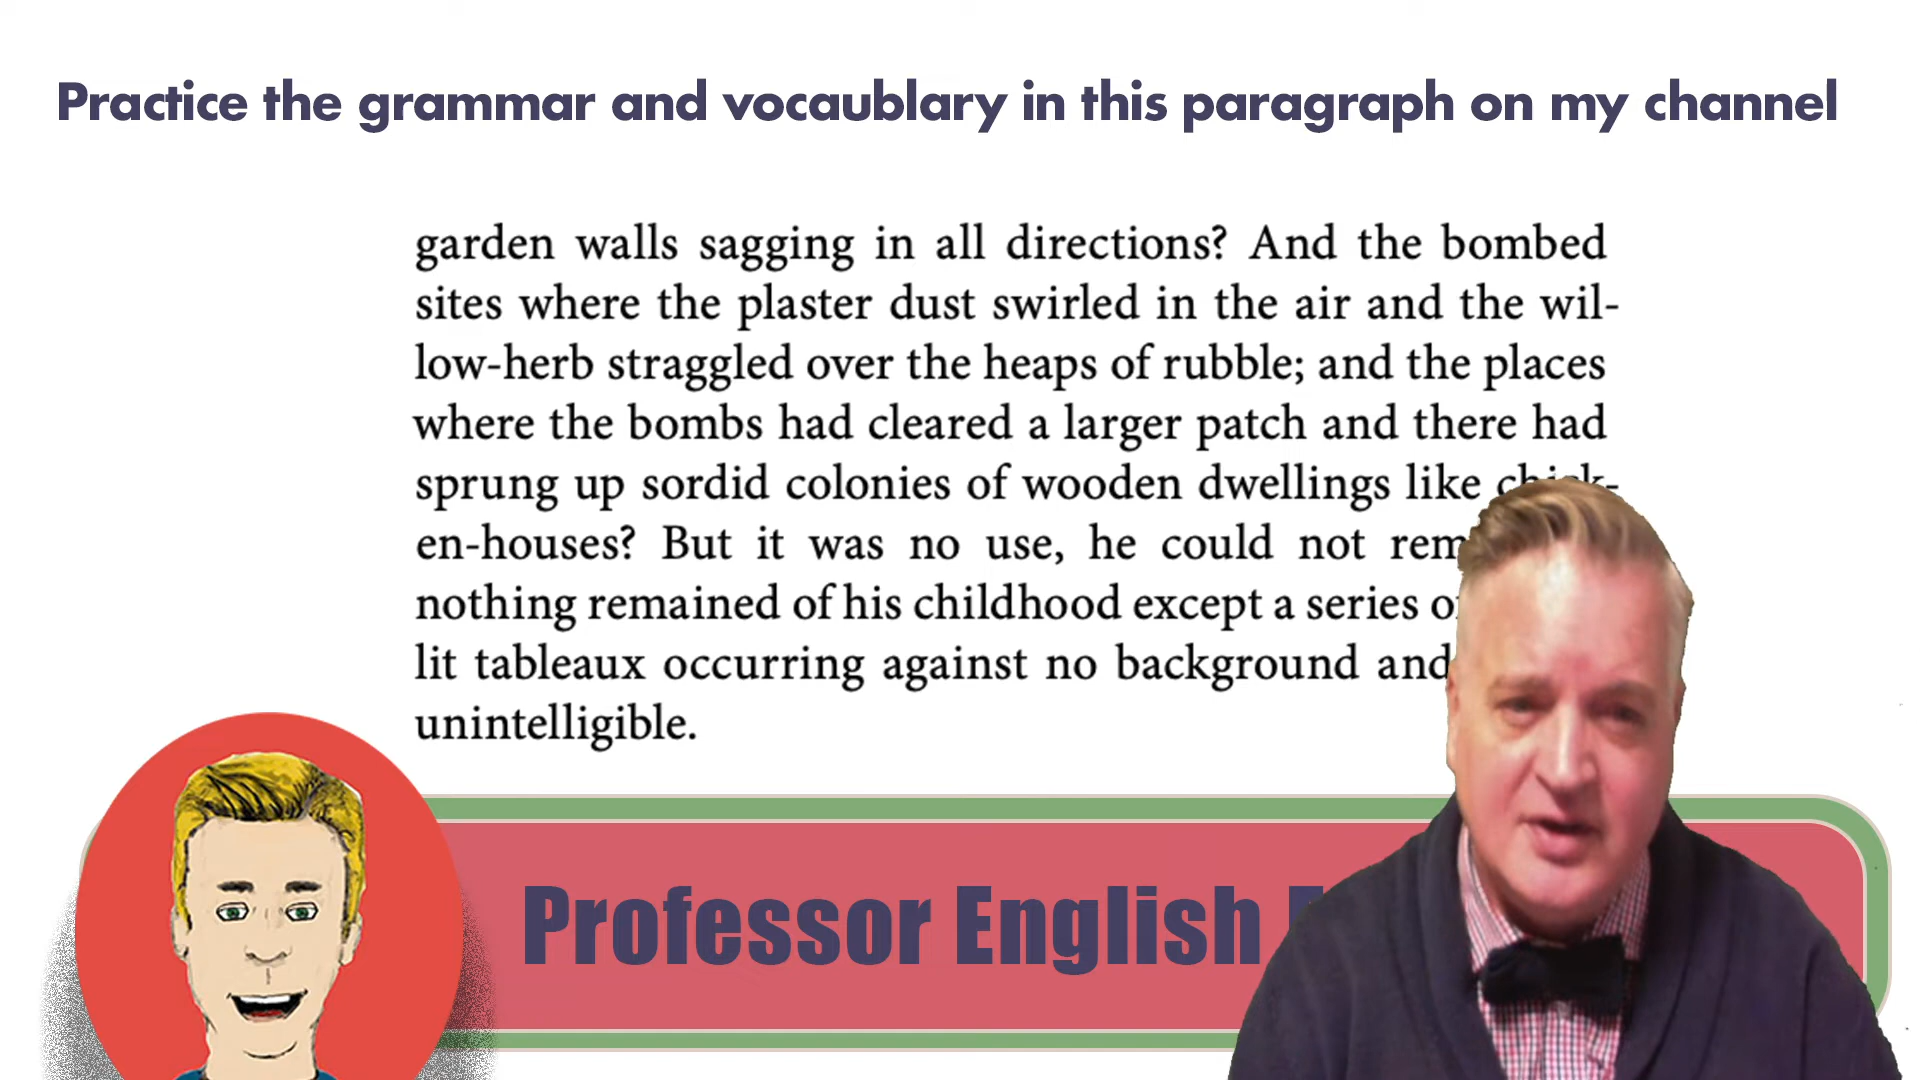 Practice the grammar and vocaublary in this paragraph on my channel
garden walls sagging in all directions? And the bombed
sites where the plaster dust swirled in the air and the wil-
low-herb straggled over the heaps of rubble; and the places
where the bombs had cleared a larger patch and there had
sprung up sordid colonies of wooden dwellings like chick-
en-houses? But it was no use, he could not
nothing remained of his childhood except a series
lit tableaux occurring against no background and
unintelligible.
Professor English